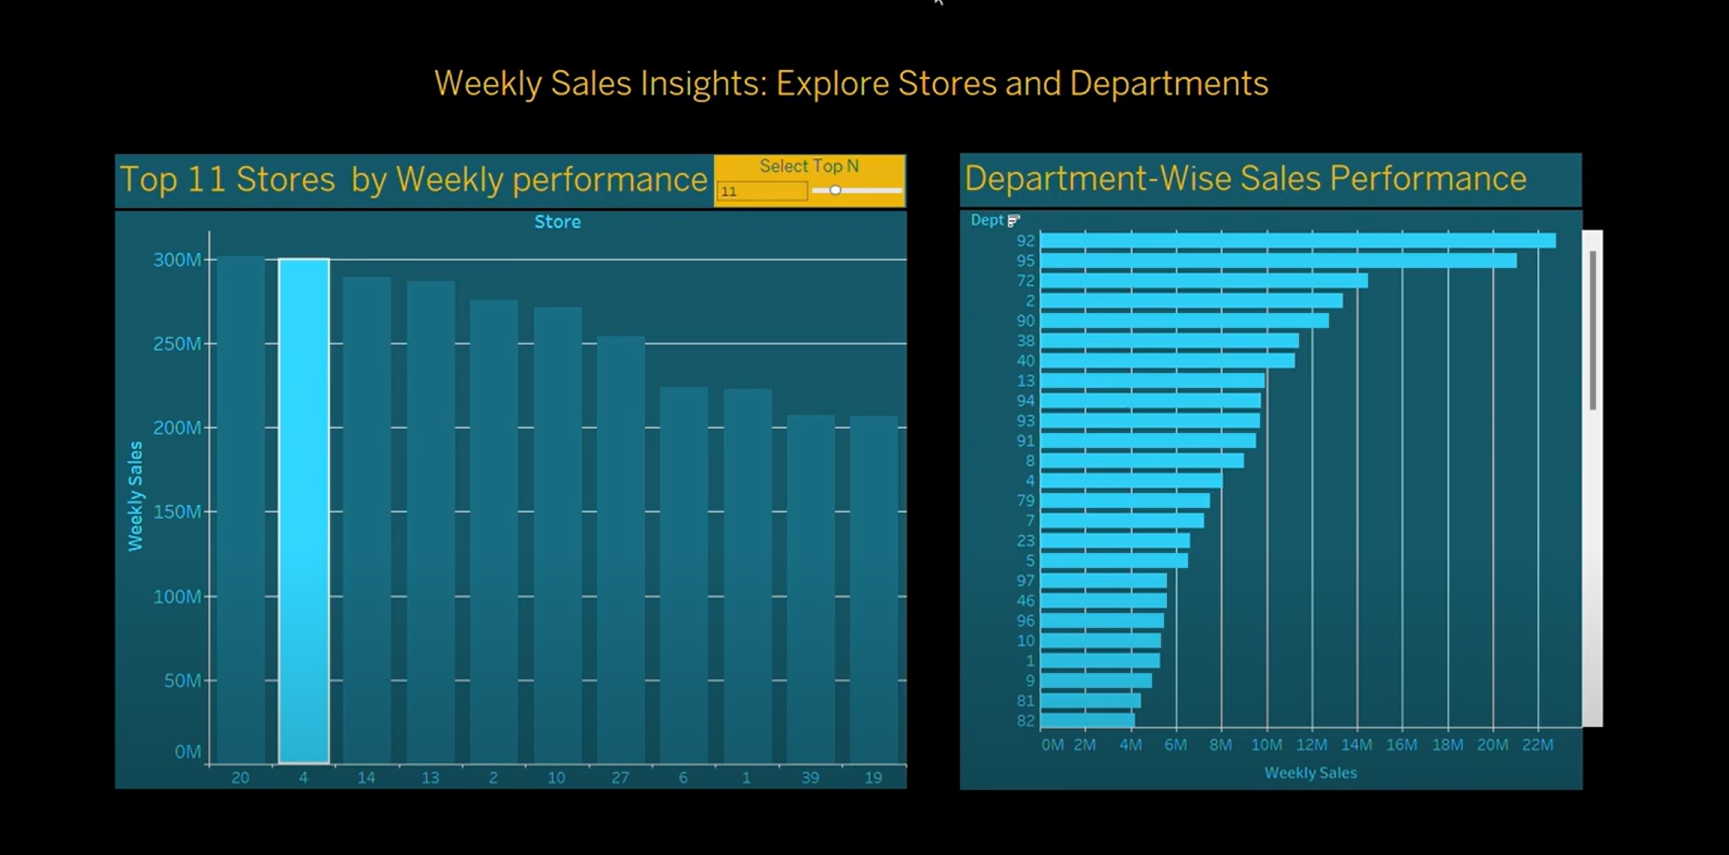 Weekly Sales Insights: Explore Stores and Departments
Top 11 Stores by Weekly performance
Select Top N
11
Store
300M
250M
200M
150M
100M
50M
0M
Weekly Sales
20 4 14 13 2 10 27 6 1 39 19
Department-Wise Sales Performance
Dept
92
95
72
2
90
38
40
13
94
93
91
8
4
79
7
23
5
97
46
96
10
1
9
81
82
0M 2M 4M 6M 8M 10M 12M 14M 16M 18M 20M 22M
Weekly Sales